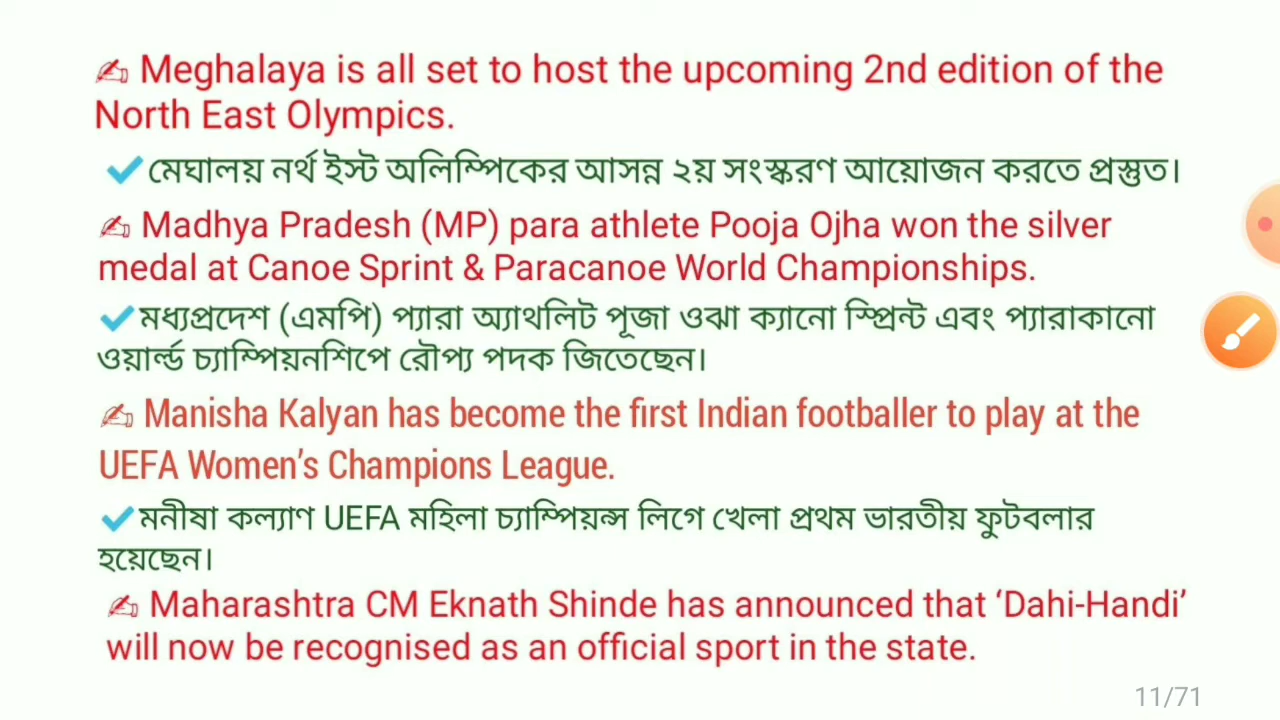 ✍ Meghalaya is all set to host the upcoming 2nd edition of the
North East Olympics.
✔মেঘালয় নর্থ ইস্ট অলিম্পিকের আসন্ন ২য় সংস্করণ আয়োজন করতে প্রস্তুত।
✍ Madhya Pradesh (MP) para athlete Pooja Ojha won the silver
medal at Canoe Sprint & Paracanoe World Championships.
✔মধ্যপ্রদেশ (এমপি) প্যারা অ্যাথলিট পূজা ওঝা ক্যানো স্প্রিন্ট এবং প্যারাকানো
ওয়ার্ল্ড চ্যাম্পিয়নশিপে রৌপ্য পদক জিতেছেন।
✍ Manisha Kalyan has become the first Indian footballer to play at the
UEFA Women’s Champions League.
✔মনীষা কল্যাণ UEFA মহিলা চ্যাম্পিয়ন্স লিগে খেলা প্রথম ভারতীয় ফুটবলার
হয়েছেন।
✍ Maharashtra CM Eknath Shinde has announced that ‘Dahi-Handi’
will now be recognised as an official sport in the state.
11/71